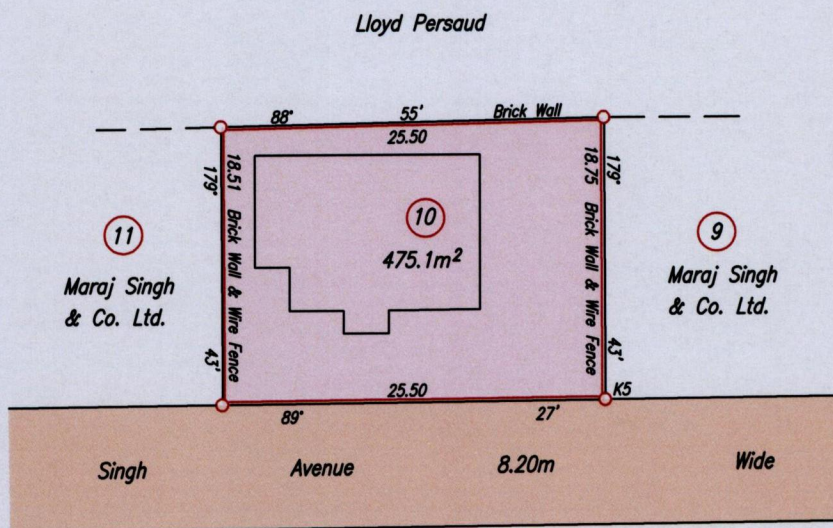 Lloyd Persaud
88° 55' Brick Wall
25.50
179° 18.51 Brick Wall & Wire Fence 43'
18.75 Brick Wall & Wire Fence 179° 43'
10
475.1m²
11
Maraj Singh
& Co. Ltd.
9
Maraj Singh
& Co. Ltd.
25.50
K5
89° 27'
Singh Avenue 8.20m Wide